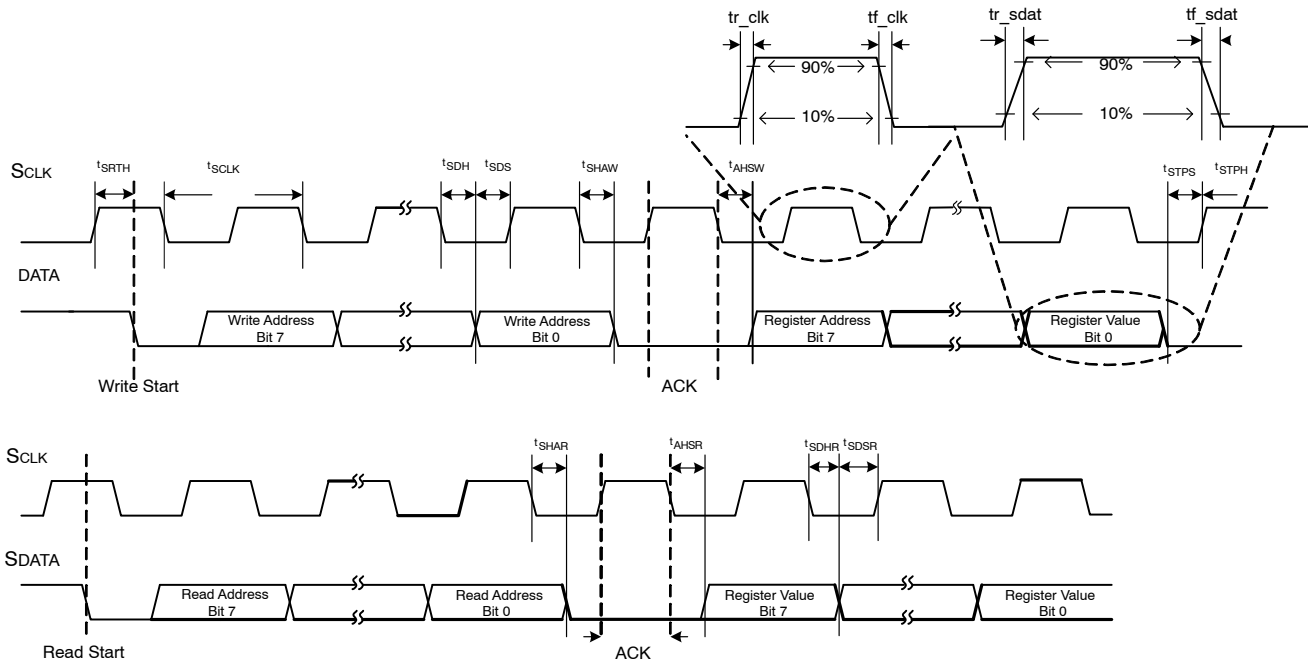 tr_clk tf_clk tr_sdat tf_sdat
90% 90%
10% 10%
SCLK tSRTH tSCLK tSDH tSDS tSHAW tAHSW tSTPS tSTPH
DATA
Write Address Bit 7
Write Address Bit 0
Register Address Bit 7
Register Value Bit 0
Write Start
ACK
SCLK tSHAR tAHSR tSDHR tSDSR
SDATA
Read Address Bit 7
Read Address Bit 0
Register Value Bit 7
Register Value Bit 0
Read Start
ACK